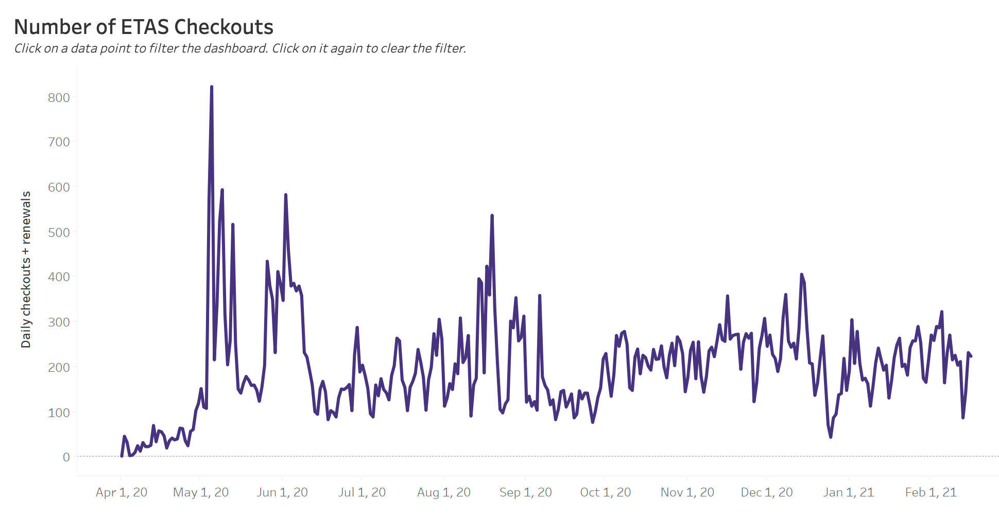 Number of ETAS Checkouts
Click on a data point to filter the dashboard. Click on it again to clear the filter.
Daily checkouts + renewals
800
700
600
500
400
300
200
100
0
Apr 1, 20 May 1, 20 Jun 1, 20 Jul 1, 20 Aug 1, 20 Sep 1, 20 Oct 1, 20 Nov 1, 20 Dec 1, 20 Jan 1, 21 Feb 1, 21